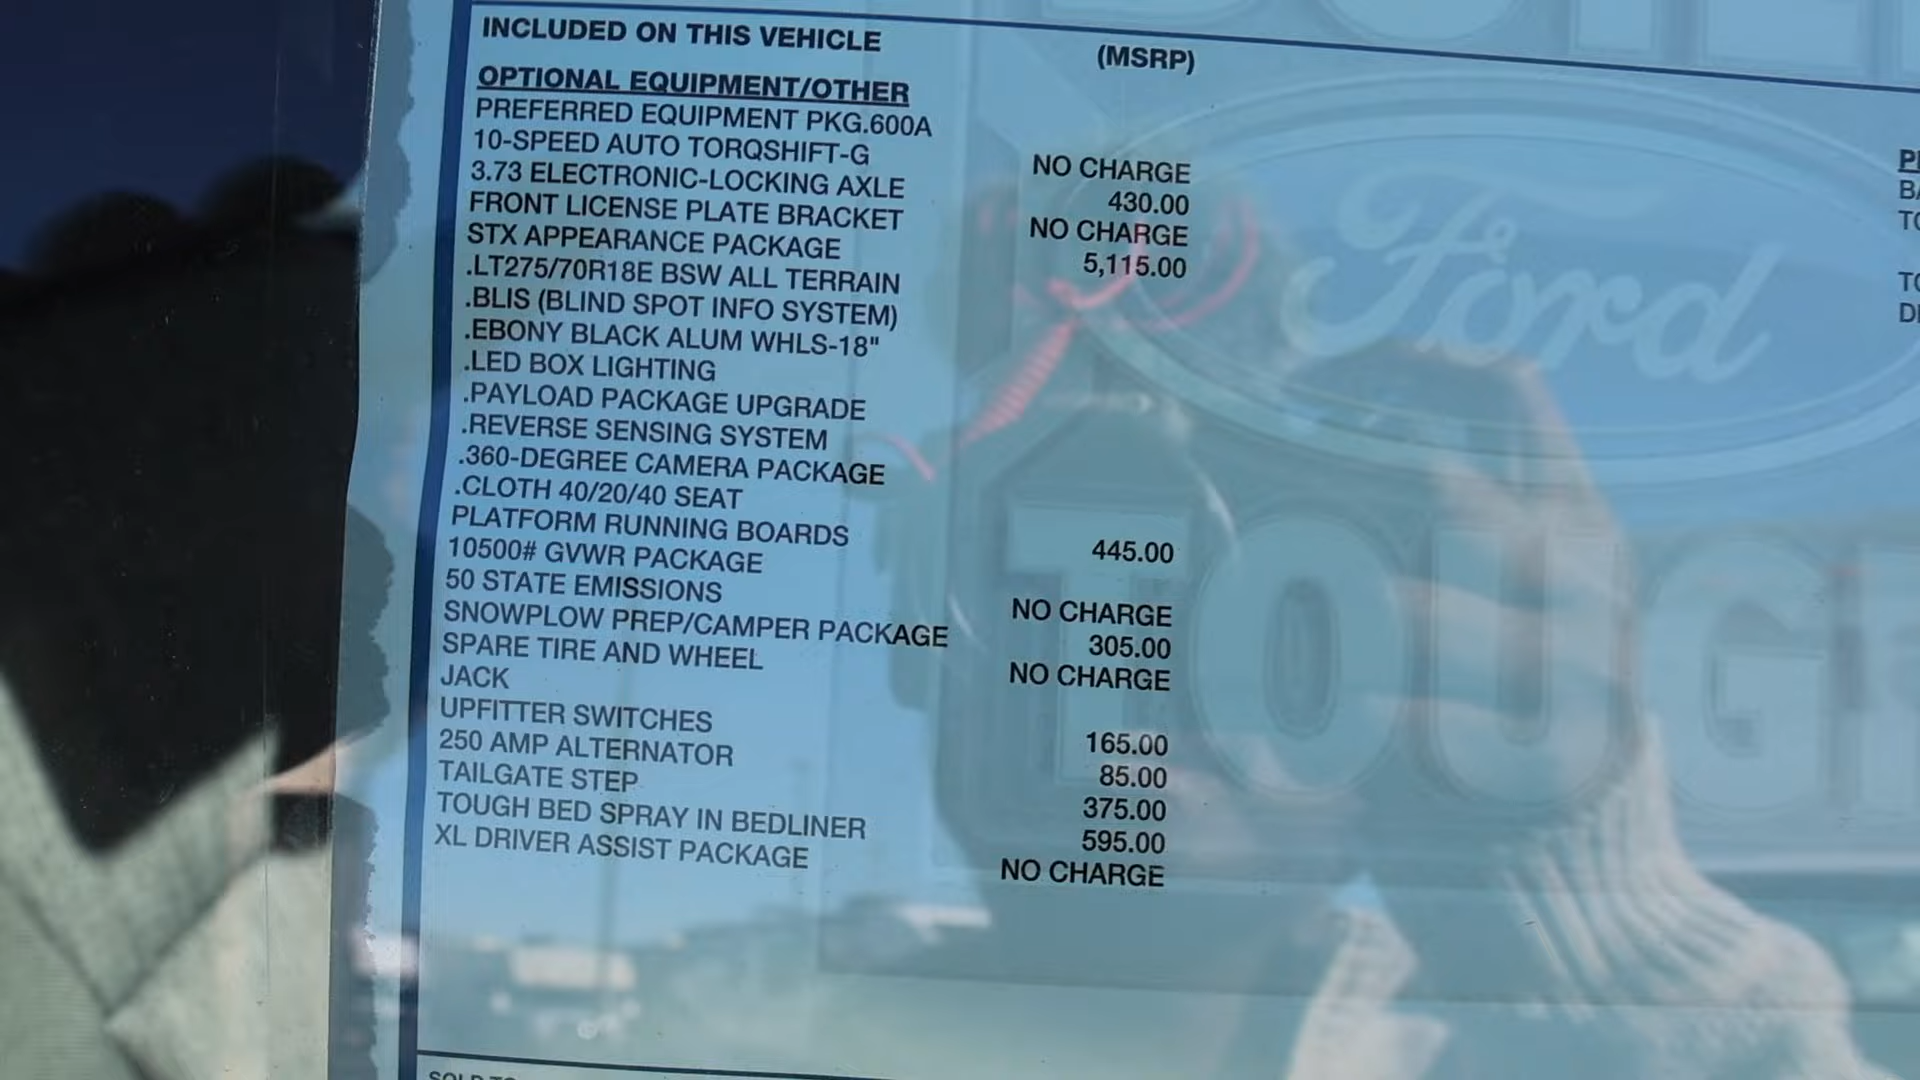 INCLUDED ON THIS VEHICLE (MSRP)
OPTIONAL EQUIPMENT/OTHER
PREFERRED EQUIPMENT PKG.600A
10-SPEED AUTO TORQSHIFT-G NO CHARGE
3.73 ELECTRONIC-LOCKING AXLE 430.00
FRONT LICENSE PLATE BRACKET NO CHARGE
STX APPEARANCE PACKAGE 5,115.00
.LT275/70R18E BSW ALL TERRAIN
.BLIS (BLIND SPOT INFO SYSTEM)
.EBONY BLACK ALUM WHLS-18"
.LED BOX LIGHTING
.PAYLOAD PACKAGE UPGRADE
.REVERSE SENSING SYSTEM
.360-DEGREE CAMERA PACKAGE
.CLOTH 40/20/40 SEAT
PLATFORM RUNNING BOARDS 445.00
10500# GVWR PACKAGE
50 STATE EMISSIONS NO CHARGE
SNOWPLOW PREP/CAMPER PACKAGE 305.00
SPARE TIRE AND WHEEL NO CHARGE
JACK
UPFITTER SWITCHES 165.00
250 AMP ALTERNATOR 85.00
TAILGATE STEP 375.00
TOUGH BED SPRAY IN BEDLINER 595.00
XL DRIVER ASSIST PACKAGE NO CHARGE
Ford